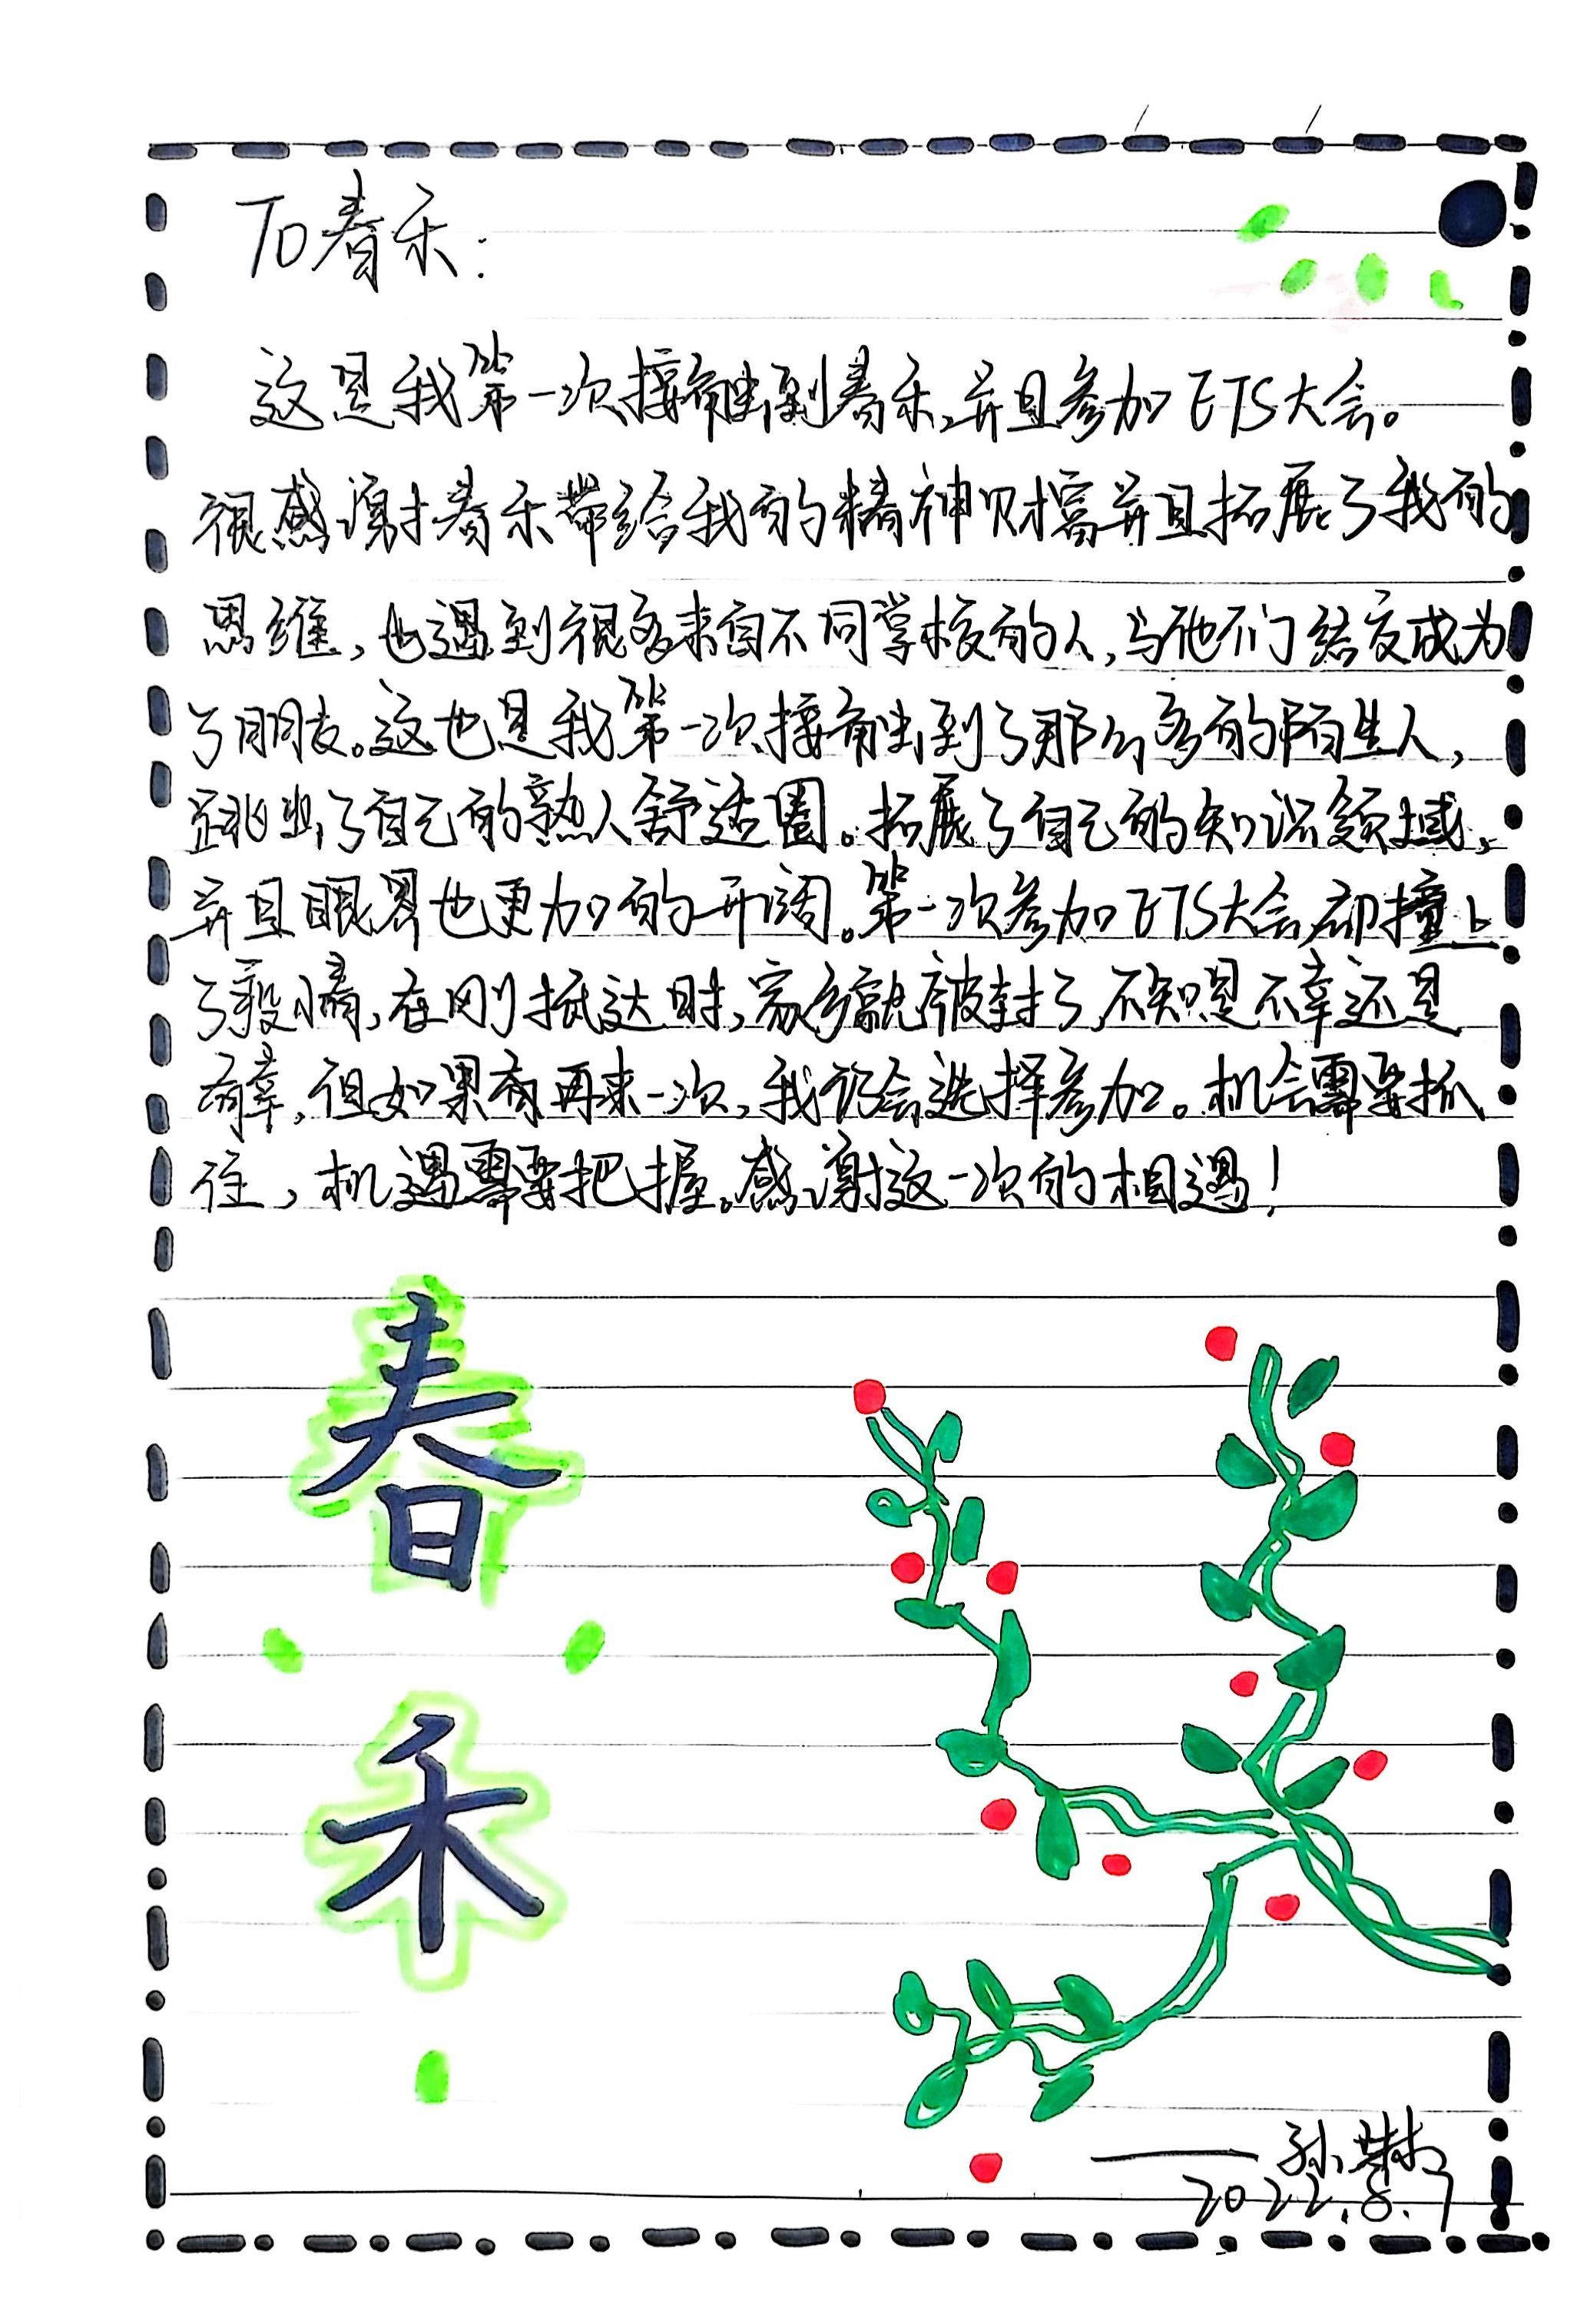 To春禾:
这是我第一次接触到春禾,并且参加ETS大会。
很感谢春禾带给我的精神财富并且拓展了我的
思维,也遇到很多来自不同学校的人,与他们结友成为
了朋友。这也是我第一次接触到了那么多的陌生人,
跳出了自己的熟人舒适圈。拓展了自己的知识领域,
并且眼界也更加的开阔。第一次参加ETS大会却撞上
了疫情,在刚抵达时,家乡就被封了,不知是不幸还是
有幸,但如果有再来一次,我仍会选择参加。机会需要抓
住,机遇需要把握。感谢这一次的相遇!
春
禾
——孙
2022.8.7